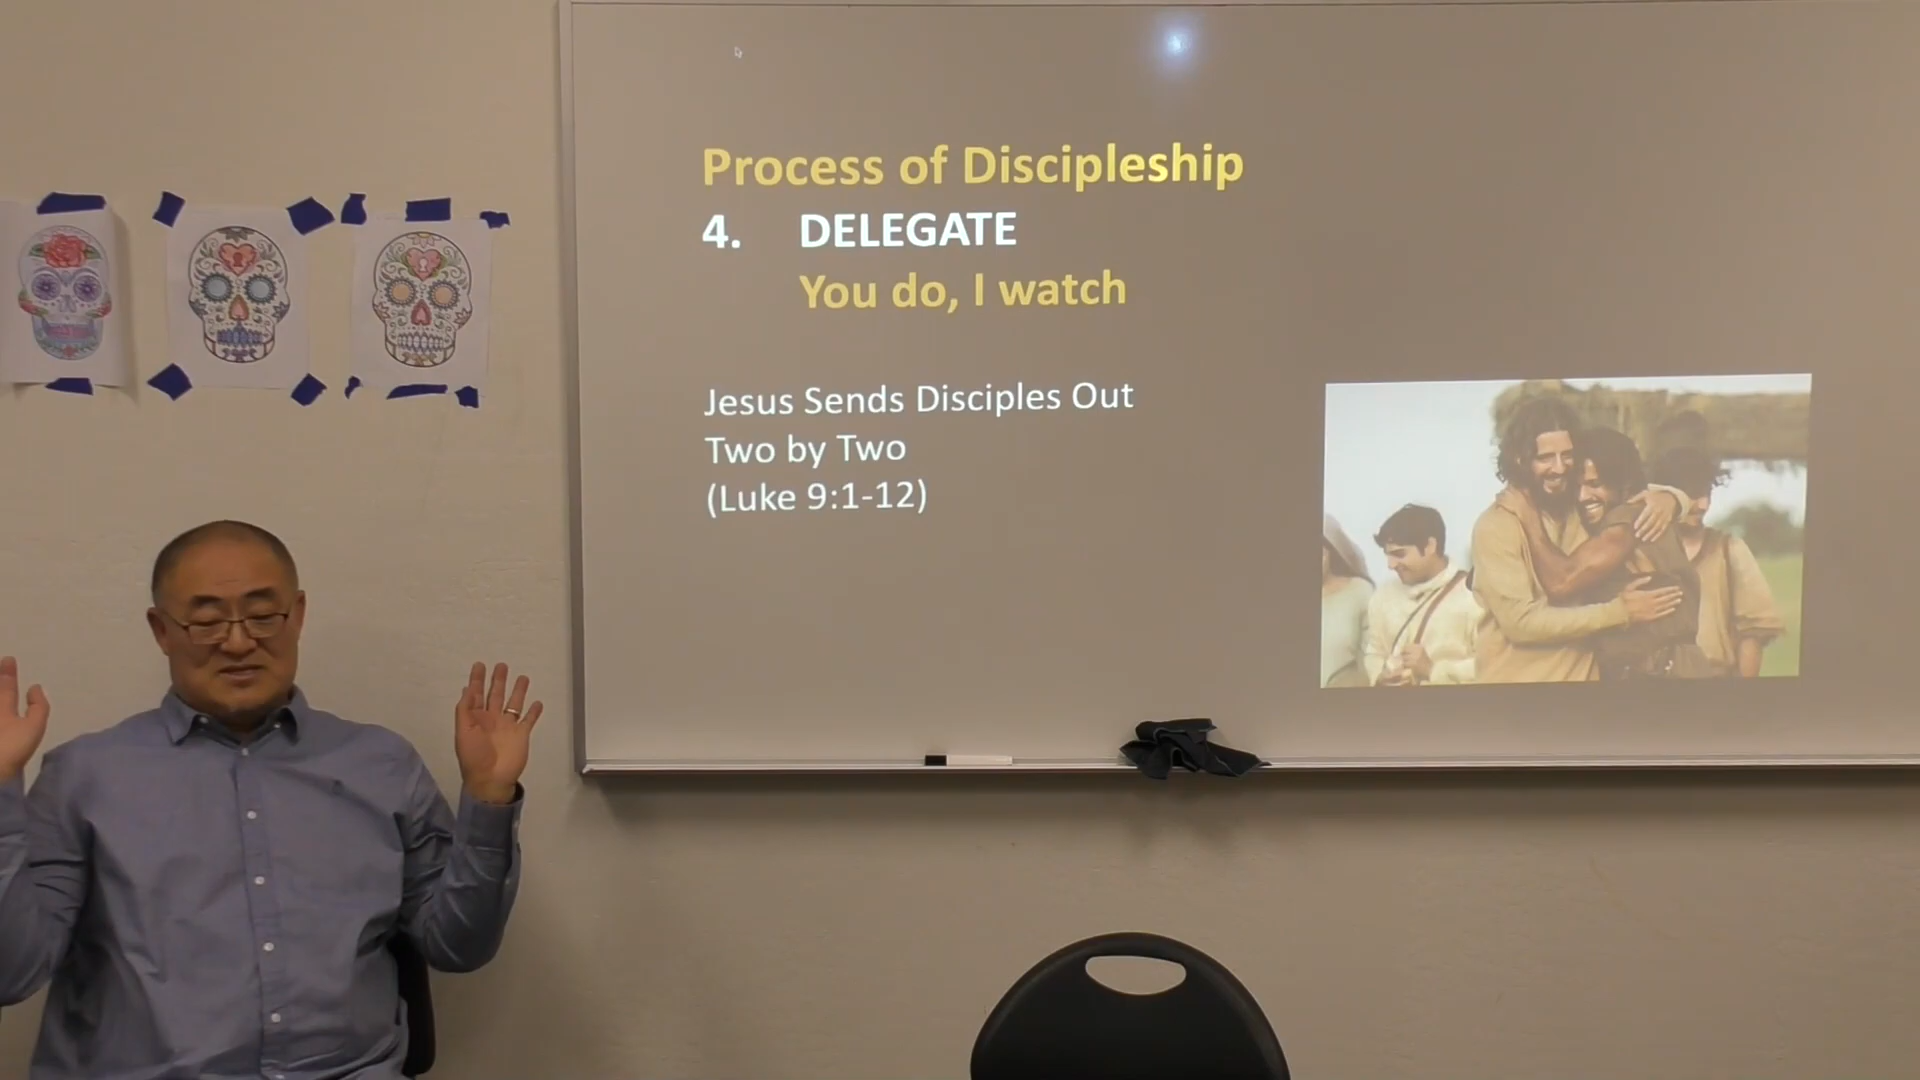 Process of Discipleship
4. DELEGATE
You do, I watch
Jesus Sends Disciples Out
Two by Two
(Luke 9:1-12)